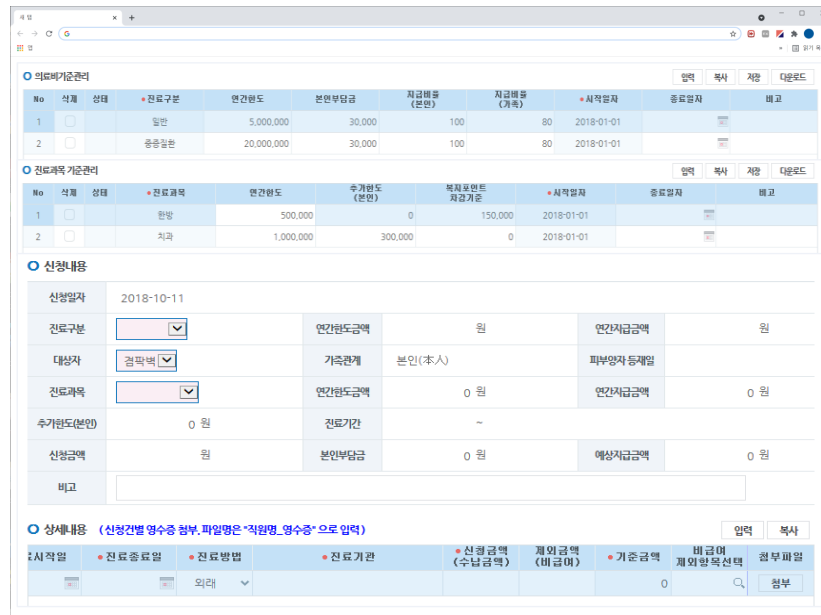 새 탭
G
앱
» 읽기 목
의료비기준관리 입력 복사 저장 다운로드
No 삭제 상태 •진료구분 연간한도 본인부담금 지급비율 (본인) 지급비율 (가족) •시작일자 종료일자 비고
1 일반 5,000,000 30,000 100 80 2018-01-01
2 중증질환 20,000,000 30,000 100 80 2018-01-01
진료과목 기준관리 입력 복사 저장 다운로드
No 삭제 상태 •진료과목 연간한도 추가한도 (본인) 복지포인트 차감기준 •시작일자 종료일자 비고
1 한방 500,000 0 150,000 2018-01-01
2 치과 1,000,000 300,000 0 2018-01-01
신청내용
신청일자 2018-10-11
진료구분 연간한도금액 원 연간지급금액 원
대상자 겸팍벽 가족관계 본인(本人) 피부양자 등재일
진료과목 연간한도금액 0 원 연간지급금액 0 원
추가한도(본인) 0 원 진료기간 ~
신청금액 원 본인부담금 0 원 예상지급금액 0 원
비고
상세내용 (신청건별 영수증 첨부, 파일명은 "직원명_영수증" 으로 입력) 입력 복사
시작일 •진료종료일 •진료방법 •진료기관 •신청금액 (수납금액) 제외금액 (비급여) •기준금액 비급여 제외항목선택 첨부파일
외래 0 첨부